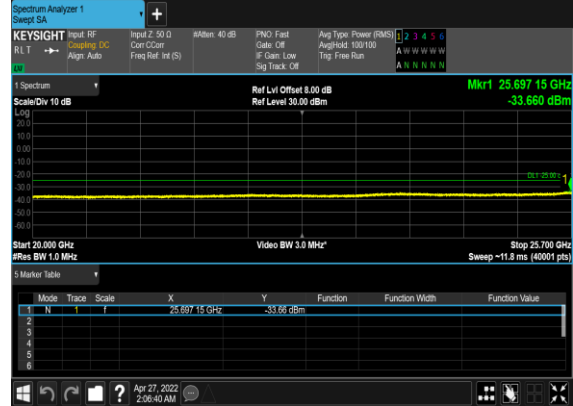 Spectrum Analyzer 1
Swept SA
+
KEYSIGHT Input: RF Input Z: 50 Ω #Atten: 40 dB PNO: Fast Avg Type: Power (RMS) 1 2 3 4 5 6
RLT Coupling: DC Corr CCorr Gate: Off Avg|Hold: 100/100 A W W W W W
Align: Auto Freq Ref: Int (S) IF Gain: Low Trig: Free Run
LU Sig Track: Off A N N N N N
1 Spectrum Ref Lvl Offset 8.00 dB Mkr1 25.697 15 GHz
Scale/Div 10 dB Ref Level 30.00 dBm -33.660 dBm
Log
20.0
10.0
0.00
-10.0
-20.0
DL1 -25.00 1
-30.0
-40.0
-50.0
-60.0
Start 20.000 GHz Video BW 3.0 MHz* Stop 25.700 GHz
#Res BW 1.0 MHz Sweep ~11.8 ms (40001 pts)
5 Marker Table
Mode Trace Scale X Y Function Function Width Function Value
1 N 1 f 25.697 15 GHz -33.66 dBm
2
3
4
5
6
? Apr 27, 2022
2:06:40 AM